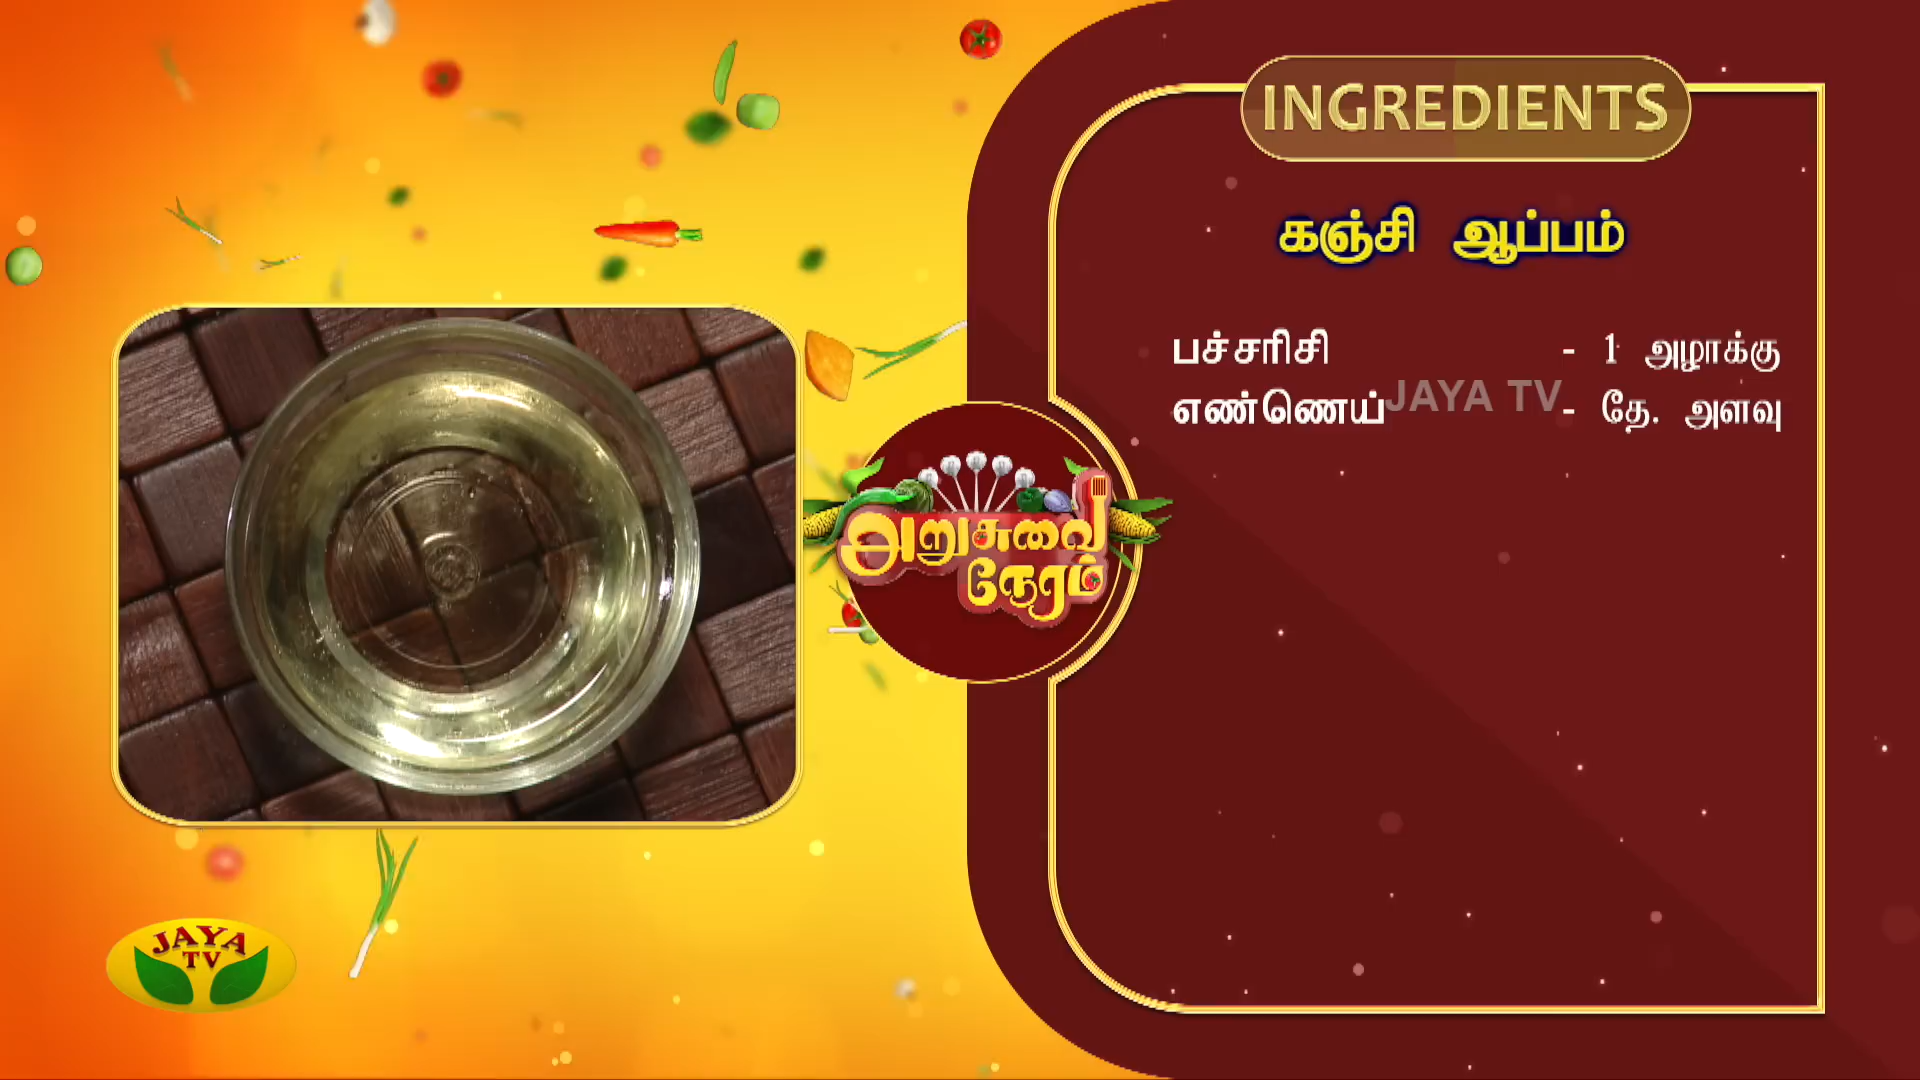 INGREDIENTS
கஞ்சி ஆப்பம்
பச்சரிசி - 1 அழாக்கு
எண்ணெய் - தே. அளவு
JAYA TV
அறுசுவை
நேரம்
JAYA
TV